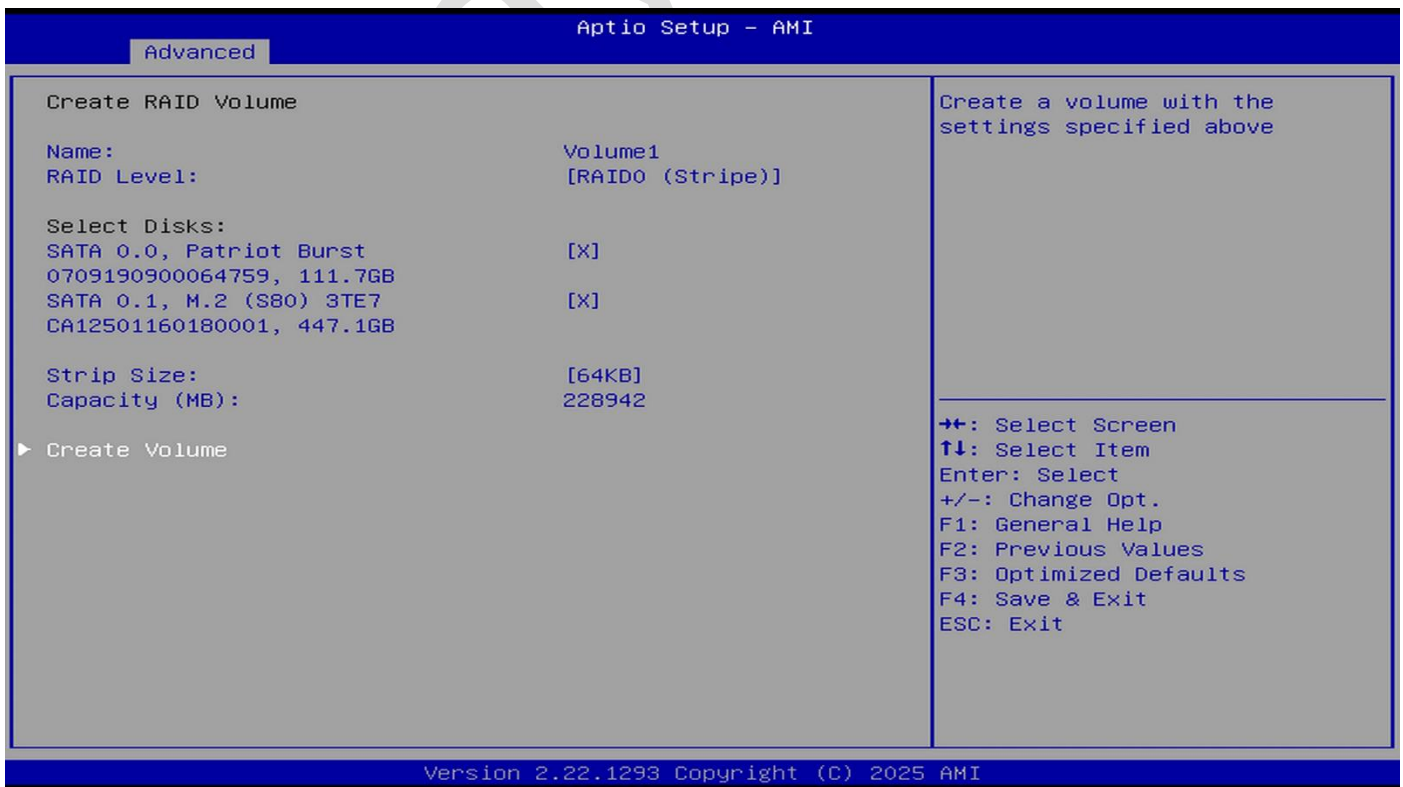 Aptio Setup – AMI
Advanced
Create RAID Volume
Name: Volume1
RAID Level: [RAID0 (Stripe)]
Select Disks:
SATA 0.0, Patriot Burst [X]
0709190900064759, 111.7GB
SATA 0.1, M.2 (S80) 3TE7 [X]
CA12501160180001, 447.1GB
Strip Size: [64KB]
Capacity (MB): 228942
▶ Create Volume
Create a volume with the
settings specified above
→←: Select Screen
↑↓: Select Item
Enter: Select
+/-: Change Opt.
F1: General Help
F2: Previous Values
F3: Optimized Defaults
F4: Save & Exit
ESC: Exit
Version 2.22.1293 Copyright (C) 2025 AMI